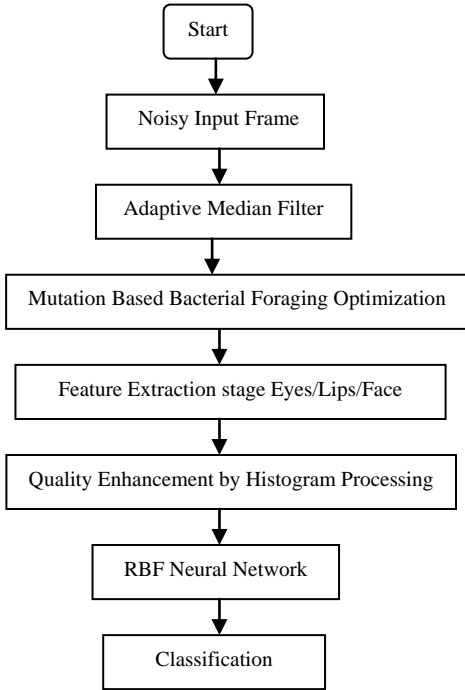 Start
Noisy Input Frame
Adaptive Median Filter
Mutation Based Bacterial Foraging Optimization
Feature Extraction stage Eyes/Lips/Face
Quality Enhancement by Histogram Processing
RBF Neural Network
Classification